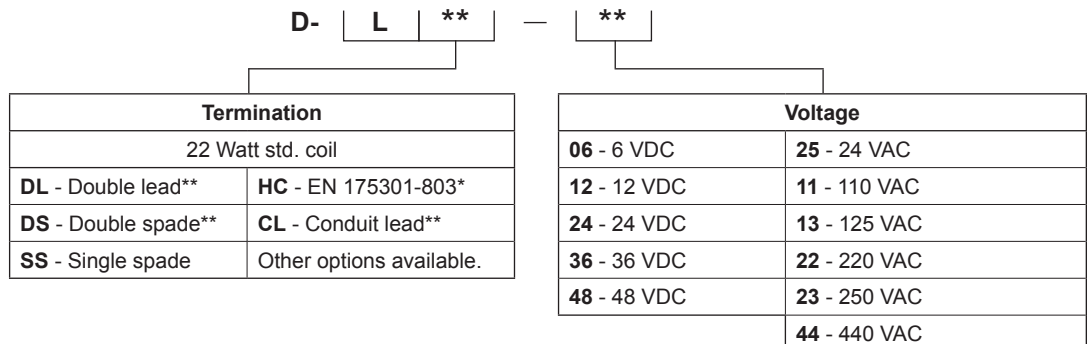 D- L ** — **
Termination
22 Watt std. coil
DL - Double lead** HC - EN 175301-803*
DS - Double spade** CL - Conduit lead**
SS - Single spade Other options available.
Voltage
06 - 6 VDC 25 - 24 VAC
12 - 12 VDC 11 - 110 VAC
24 - 24 VDC 13 - 125 VAC
36 - 36 VDC 22 - 220 VAC
48 - 48 VDC 23 - 250 VAC
44 - 440 VAC